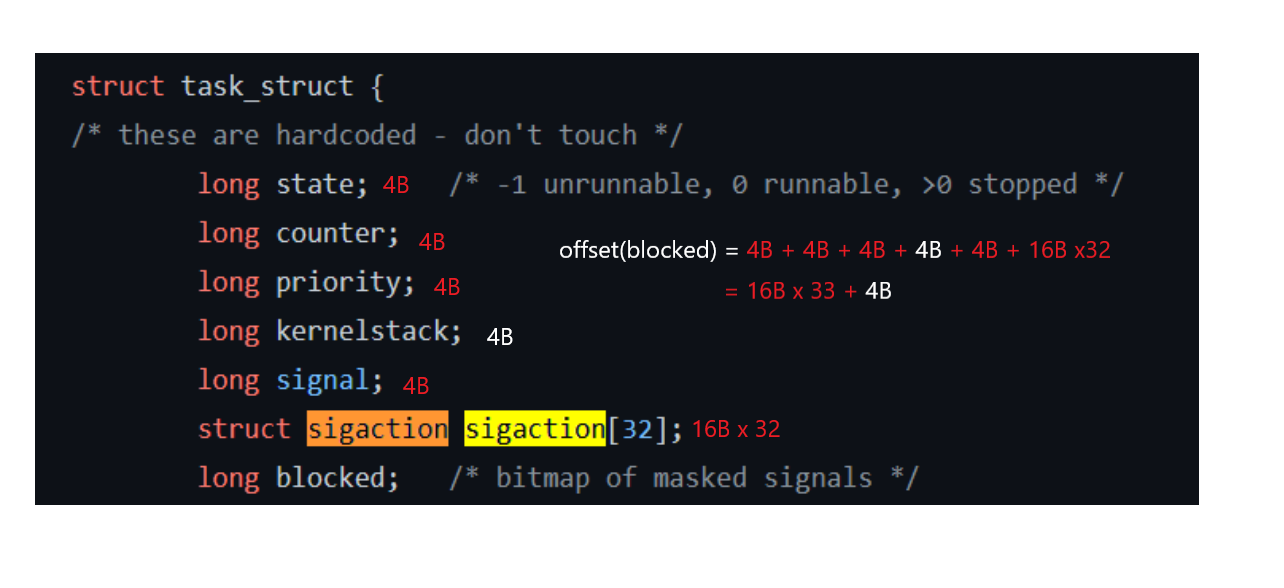 struct task_struct {
/* these are hardcoded - don't touch */
long state; 4B /* -1 unrunnable, 0 runnable, >0 stopped */
long counter; 4B
offset(blocked) = 4B + 4B + 4B + 4B + 4B + 16B x32
long priority; 4B
= 16B x 33 + 4B
long kernelstack; 4B
long signal; 4B
struct sigaction sigaction[32]; 16B x 32
long blocked; /* bitmap of masked signals */